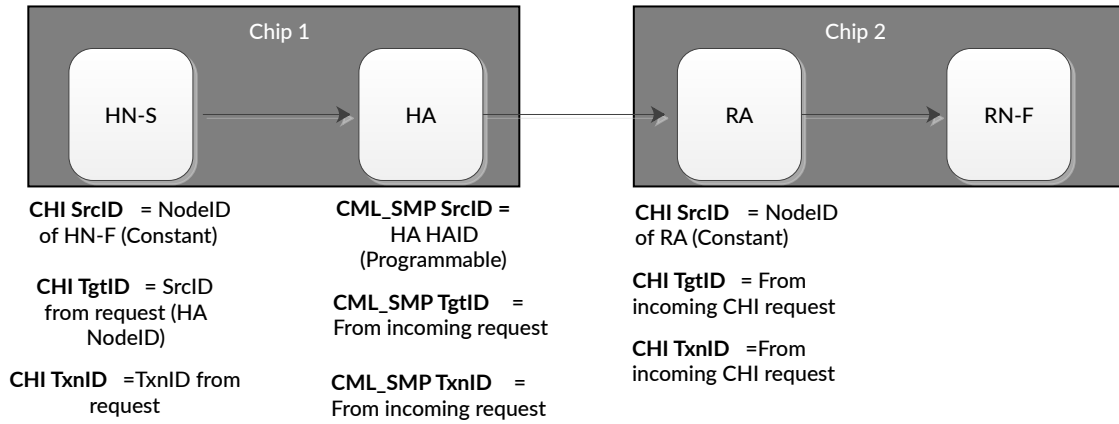 Chip 1
Chip 2
HN-S
HA
RA
RN-F
CHI SrcID = NodeID
of HN-F (Constant)
CHI TgtID = SrcID
from request (HA
NodeID)
CHI TxnID =TxnID from
request
CML_SMP SrcID =
HA HAID
(Programmable)
CML_SMP TgtID =
From incoming request
CML_SMP TxnID =
From incoming request
CHI SrcID = NodeID
of RA (Constant)
CHI TgtID = From
incoming CHI request
CHI TxnID =From
incoming CHI request